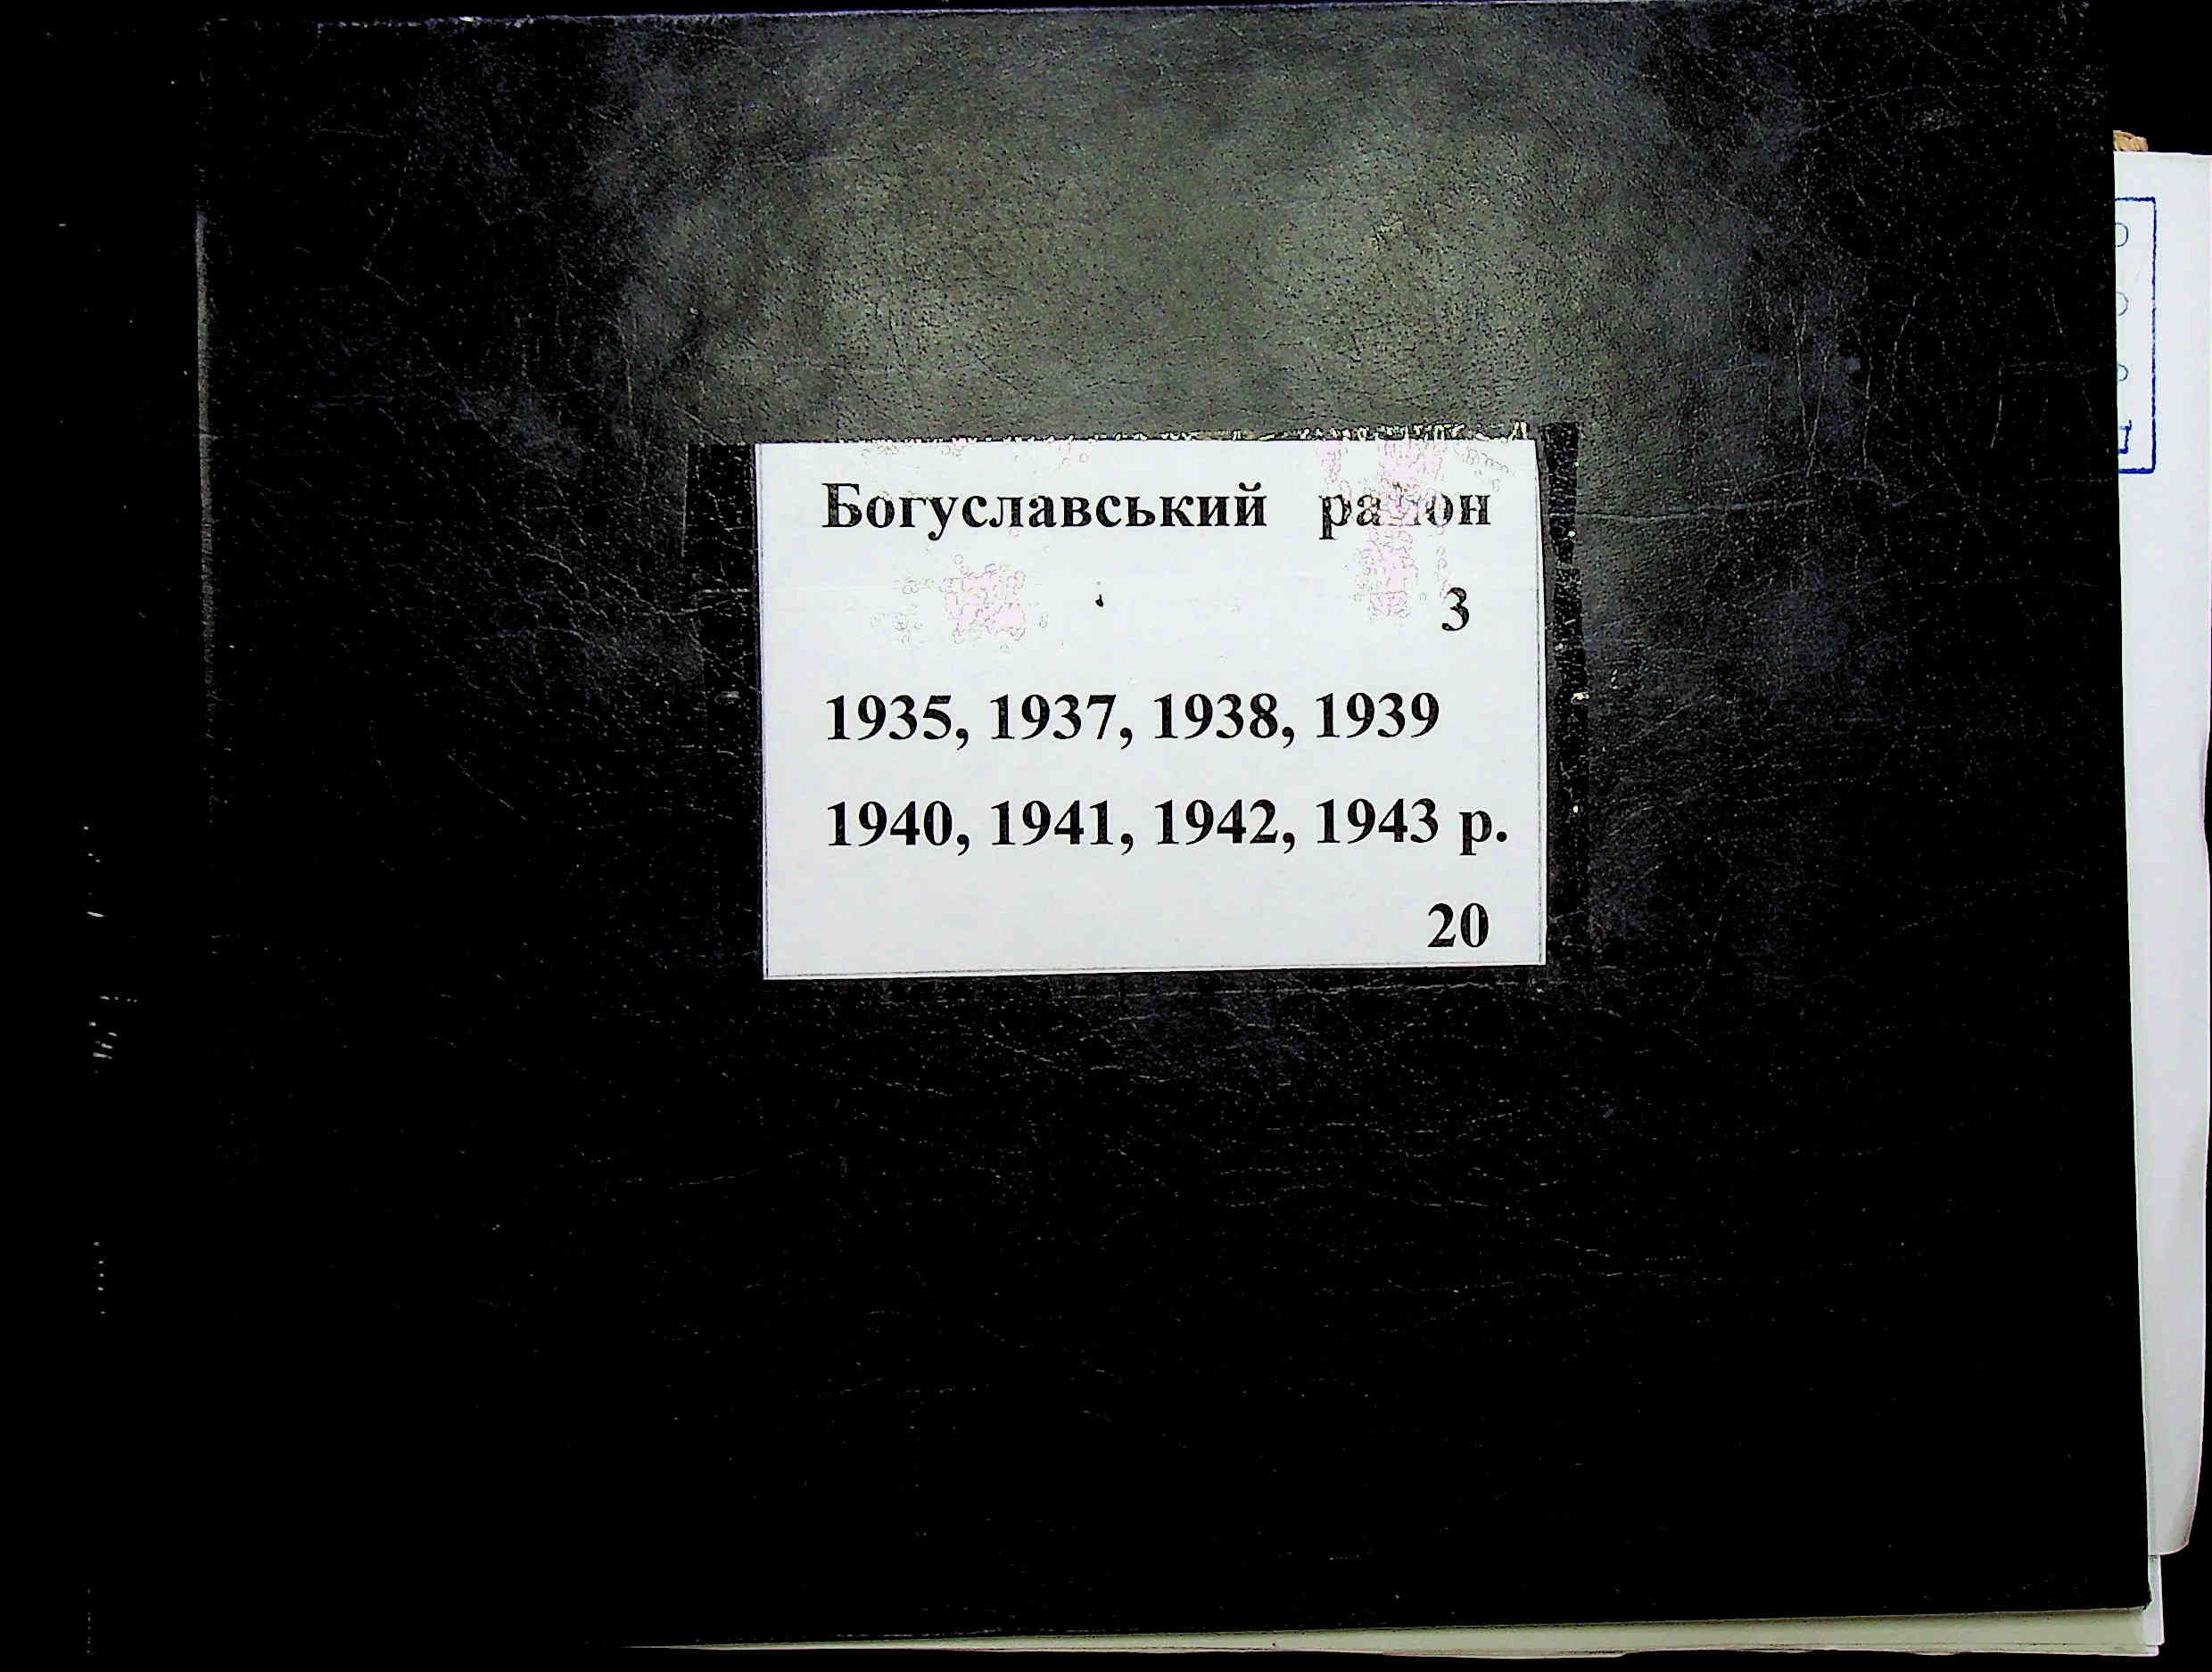 Богуславський район
3
1935, 1937, 1938, 1939
1940, 1941, 1942, 1943 р.
20